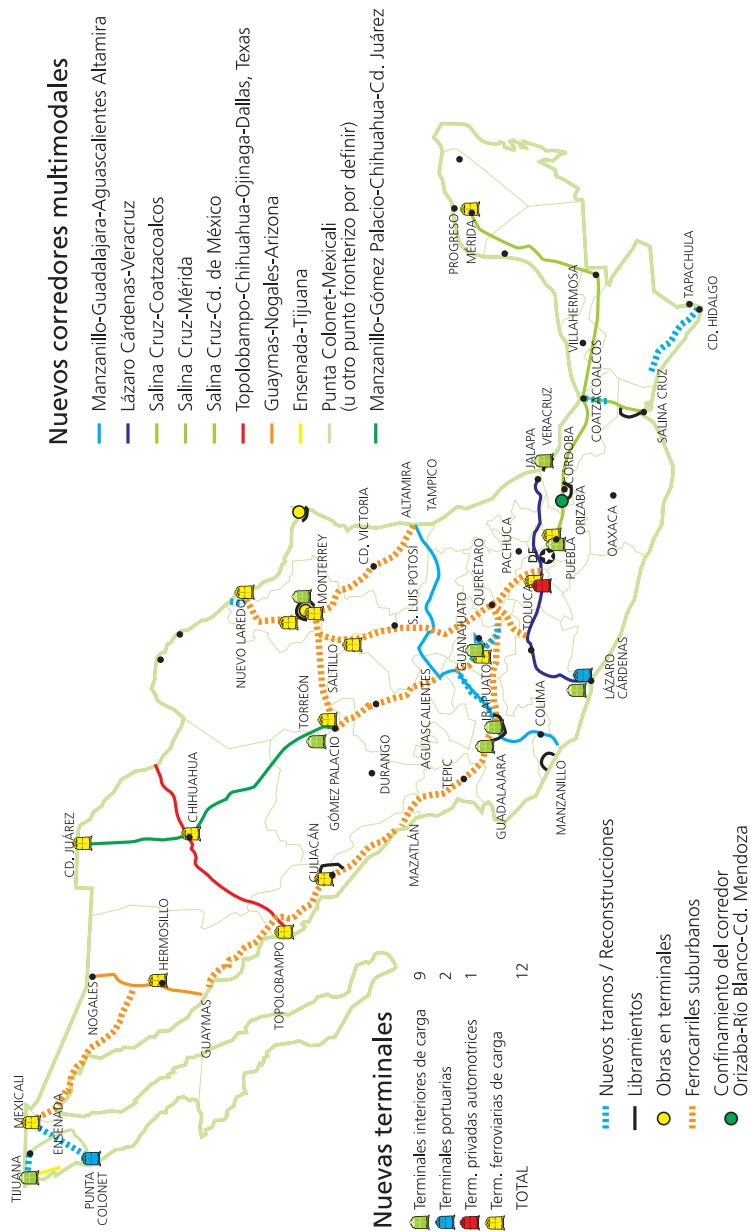 Nuevos corredores multimodales
Manzanillo-Guadalajara-Aguascalientes Altamira
Lázaro Cárdenas-Veracruz
Salina Cruz-Coatzacoalcos
Salina Cruz-Mérida
Salina Cruz-Cd. de México
Topolobampo-Chihuahua-Ojinaga-Dallas, Texas
Guaymas-Nogales-Arizona
Ensenada-Tijuana
Punta Colonet-Mexicali
(u otro punto fronterizo por definir)
Manzanillo-Gómez Palacio-Chihuahua-Cd. Juárez
TIJUANA
MEXICALI
ENSENADA
PUNTA
COLONET
NOGALES
HERMOSILLO
GUAYMAS
CD. JUÁREZ
CHIHUAHUA
TOPOLOBAMPO
CULIACÁN
GÓMEZ PALACIO
TORREÓN
DURANGO
MAZATLÁN
NUEVO LAREDO
MONTERREY
SALTILLO
CD. VICTORIA
ALTAMIRA
TAMPICO
S. LUIS POTOSÍ
AGUASCALIENTES
TEPIC
GUADALAJARA
GUANAJUATO
IRAPUATO
QUERÉTARO
COLIMA
MANZANILLO
LÁZARO
CÁRDENAS
TOLUCA
D.F.
PACHUCA
PUEBLA
JALAPA
VERACRUZ
CÓRDOBA
ORIZABA
OAXACA
COATZACOALCOS
SALINA CRUZ
VILLAHERMOSA
PROGRESO
MÉRIDA
TAPACHULA
CD. HIDALGO
Nuevas terminales
Terminales interiores de carga 9
Terminales portuarias 2
Term. privadas automotrices 1
Term. ferroviarias de carga
TOTAL 12
Nuevos tramos / Reconstrucciones
Libramientos
Obras en terminales
Ferrocarriles suburbanos
Confinamiento del corredor
Orizaba-Río Blanco-Cd. Mendoza